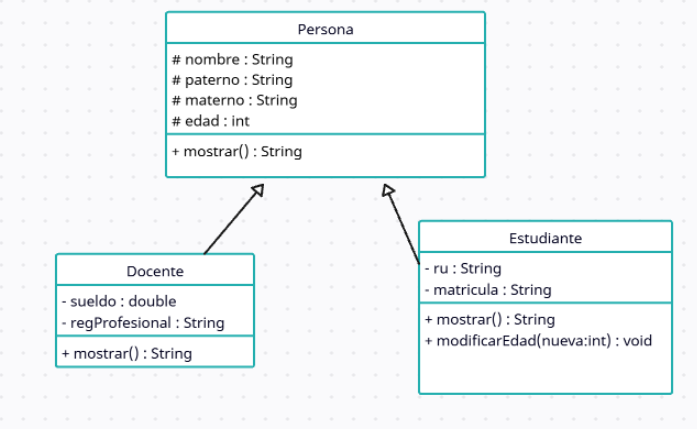 Persona
# nombre : String
# paterno : String
# materno : String
# edad : int
+ mostrar() : String
Docente
- sueldo : double
- regProfesional : String
+ mostrar() : String
Estudiante
- ru : String
- matricula : String
+ mostrar() : String
+ modificarEdad(nueva:int) : void